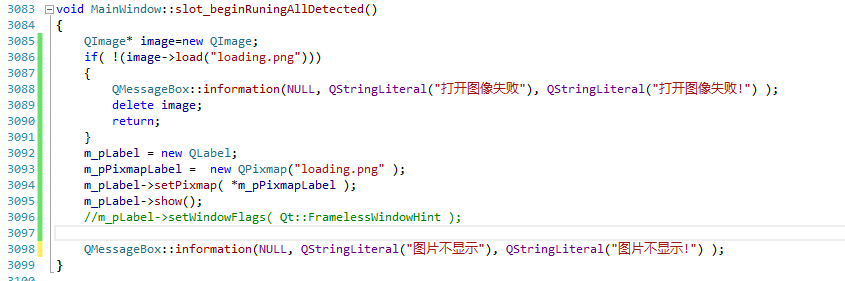 3083 void MainWindow::slot_beginRuningAllDetected()
3084 {
3085 QImage* image=new QImage;
3086 if( !(image->load("loading.png")))
3087 {
3088 QMessageBox::information(NULL, QStringLiteral("打开图像失败"), QStringLiteral("打开图像失败!") );
3089 delete image;
3090 return;
3091 }
3092 m_pLabel = new QLabel;
3093 m_pPixmapLabel =  new QPixmap("loading.png" );
3094 m_pLabel->setPixmap( *m_pPixmapLabel );
3095 m_pLabel->show();
3096 //m_pLabel->setWindowFlags( Qt::FramelessWindowHint );
3097
3098 QMessageBox::information(NULL, QStringLiteral("图片不显示"), QStringLiteral("图片不显示!") );
3099 }
3100